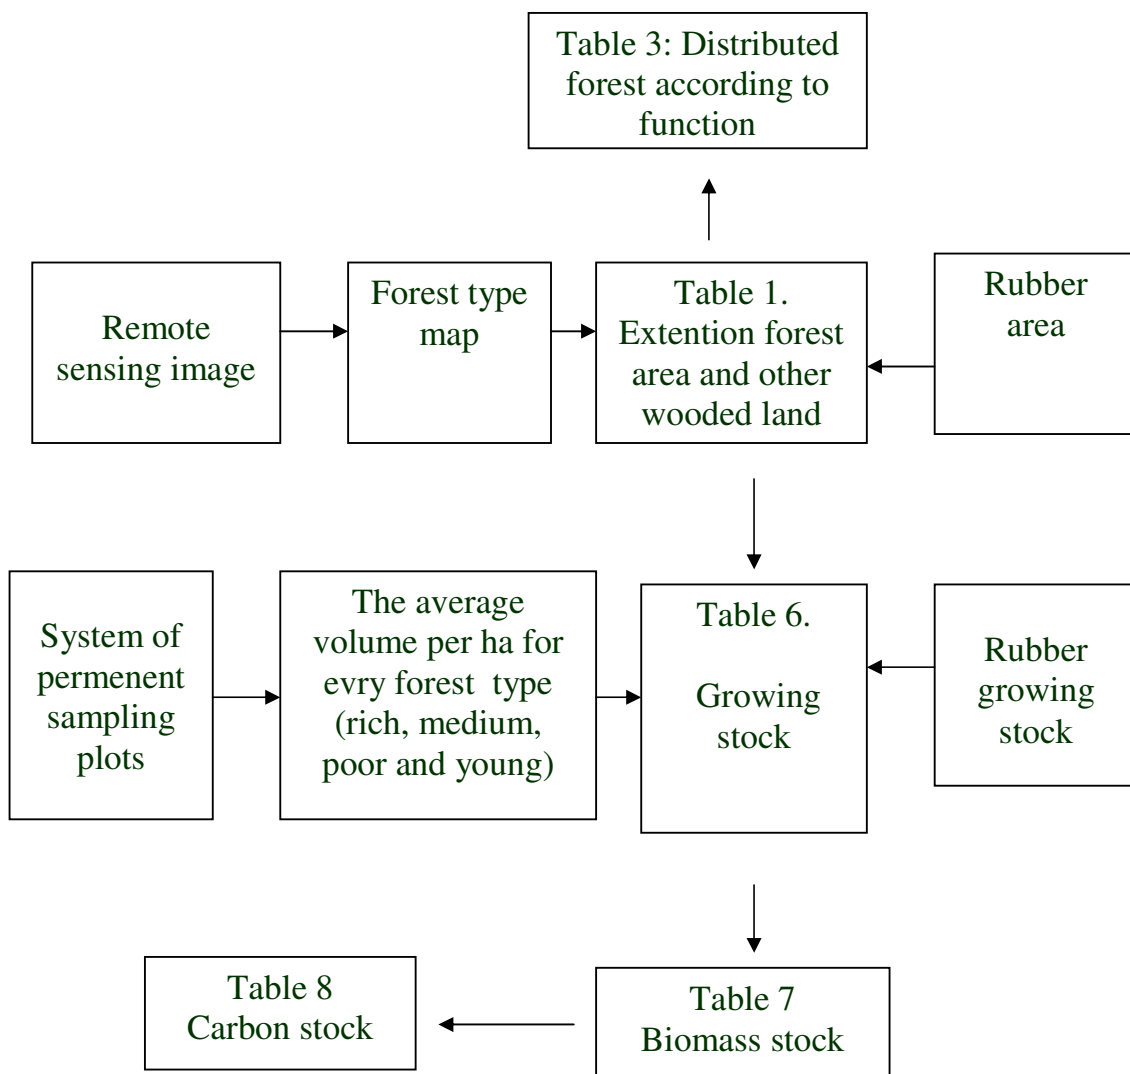 Table 3: Distributed
forest according to
function
Remote
sensing image
Forest type
map
Table 1.
Extention forest
area and other
wooded land
Rubber
area
System of
permenent
sampling
plots
The average
volume per ha for
evry forest type
(rich, medium,
poor and young)
Table 6.
Growing
stock
Rubber
growing
stock
Table 8
Carbon stock
Table 7
Biomass stock